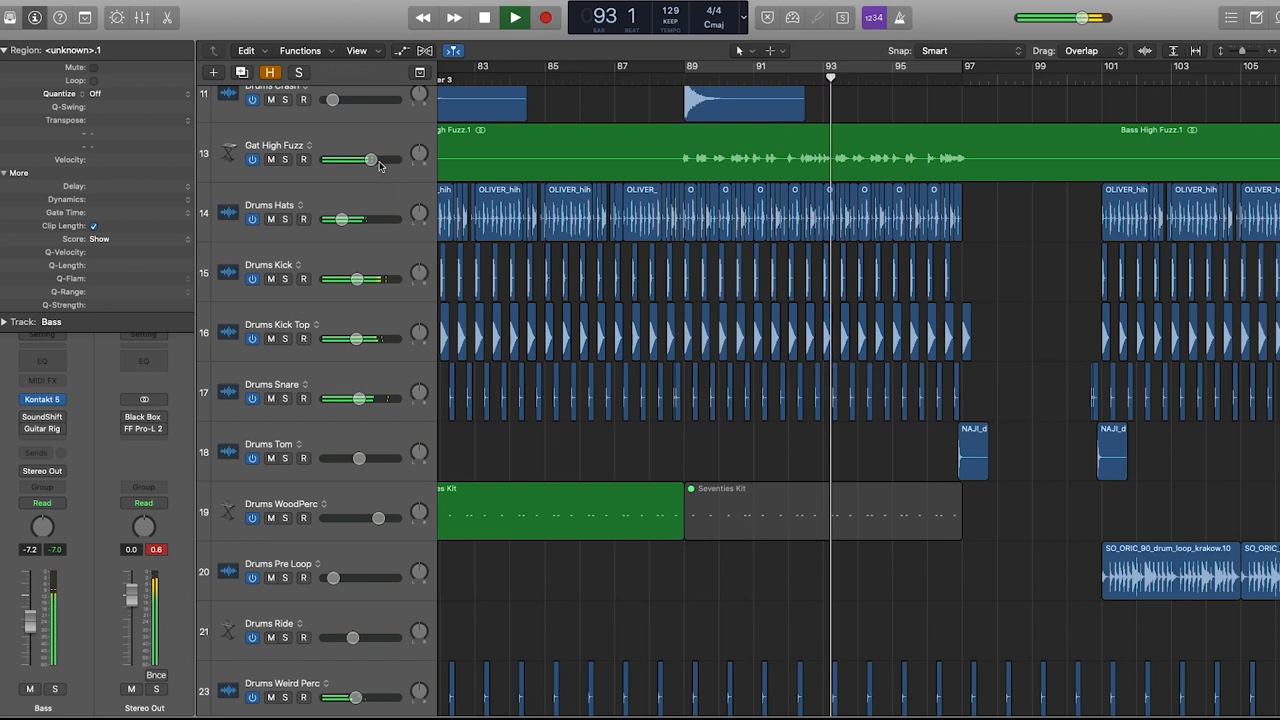 1234
93 1
BAR BEAT
129
KEEP
TEMPO
4/4
Cmaj
Region: <unknown>.1
Mute:
Loop:
Quantize Off
Q-Swing:
Transpose:
- -
- -
Velocity:
More
Delay:
Dynamics:
Gate Time:
Clip Length:
Score: Show
Q-Velocity:
Q-Length:
Q-Flam:
Q-Range:
Q-Strength:
Track: Bass
Setting Setting
EQ EQ
MIDI FX
Kontakt 5
SoundShift Black Box
Guitar Rig FF Pro-L 2
Sends
Stereo Out
Group Group
Read Read
-7.2 -7.0 0.0 0.6
Bnce
M S M S
Bass Stereo Out
Edit Functions View
Snap: Smart Drag: Overlap
H S
83 85 87 89 91 93 95 97 99 101 103 105
er 3
11 Drums Crash
M S R
13 Gat High Fuzz
M S R
gh Fuzz.1 Bass High Fuzz.1
14 Drums Hats
M S R
_hih OLIVER_hih OLIVER_hih OLIVER_ O O O O O O O O OLIVER_hih OLIVER_hih OLIVER_h
15 Drums Kick
M S R
16 Drums Kick Top
M S R
17 Drums Snare
M S R
18 Drums Tom
M S R
NAJI_d NAJI_d
19 Drums WoodPerc
M S R
es Kit Seventies Kit
20 Drums Pre Loop
M S R
SO_ORIC_90_drum_loop_krakow.10 SO_ORIC_
21 Drums Ride
M S R
23 Drums Weird Perc
M S R